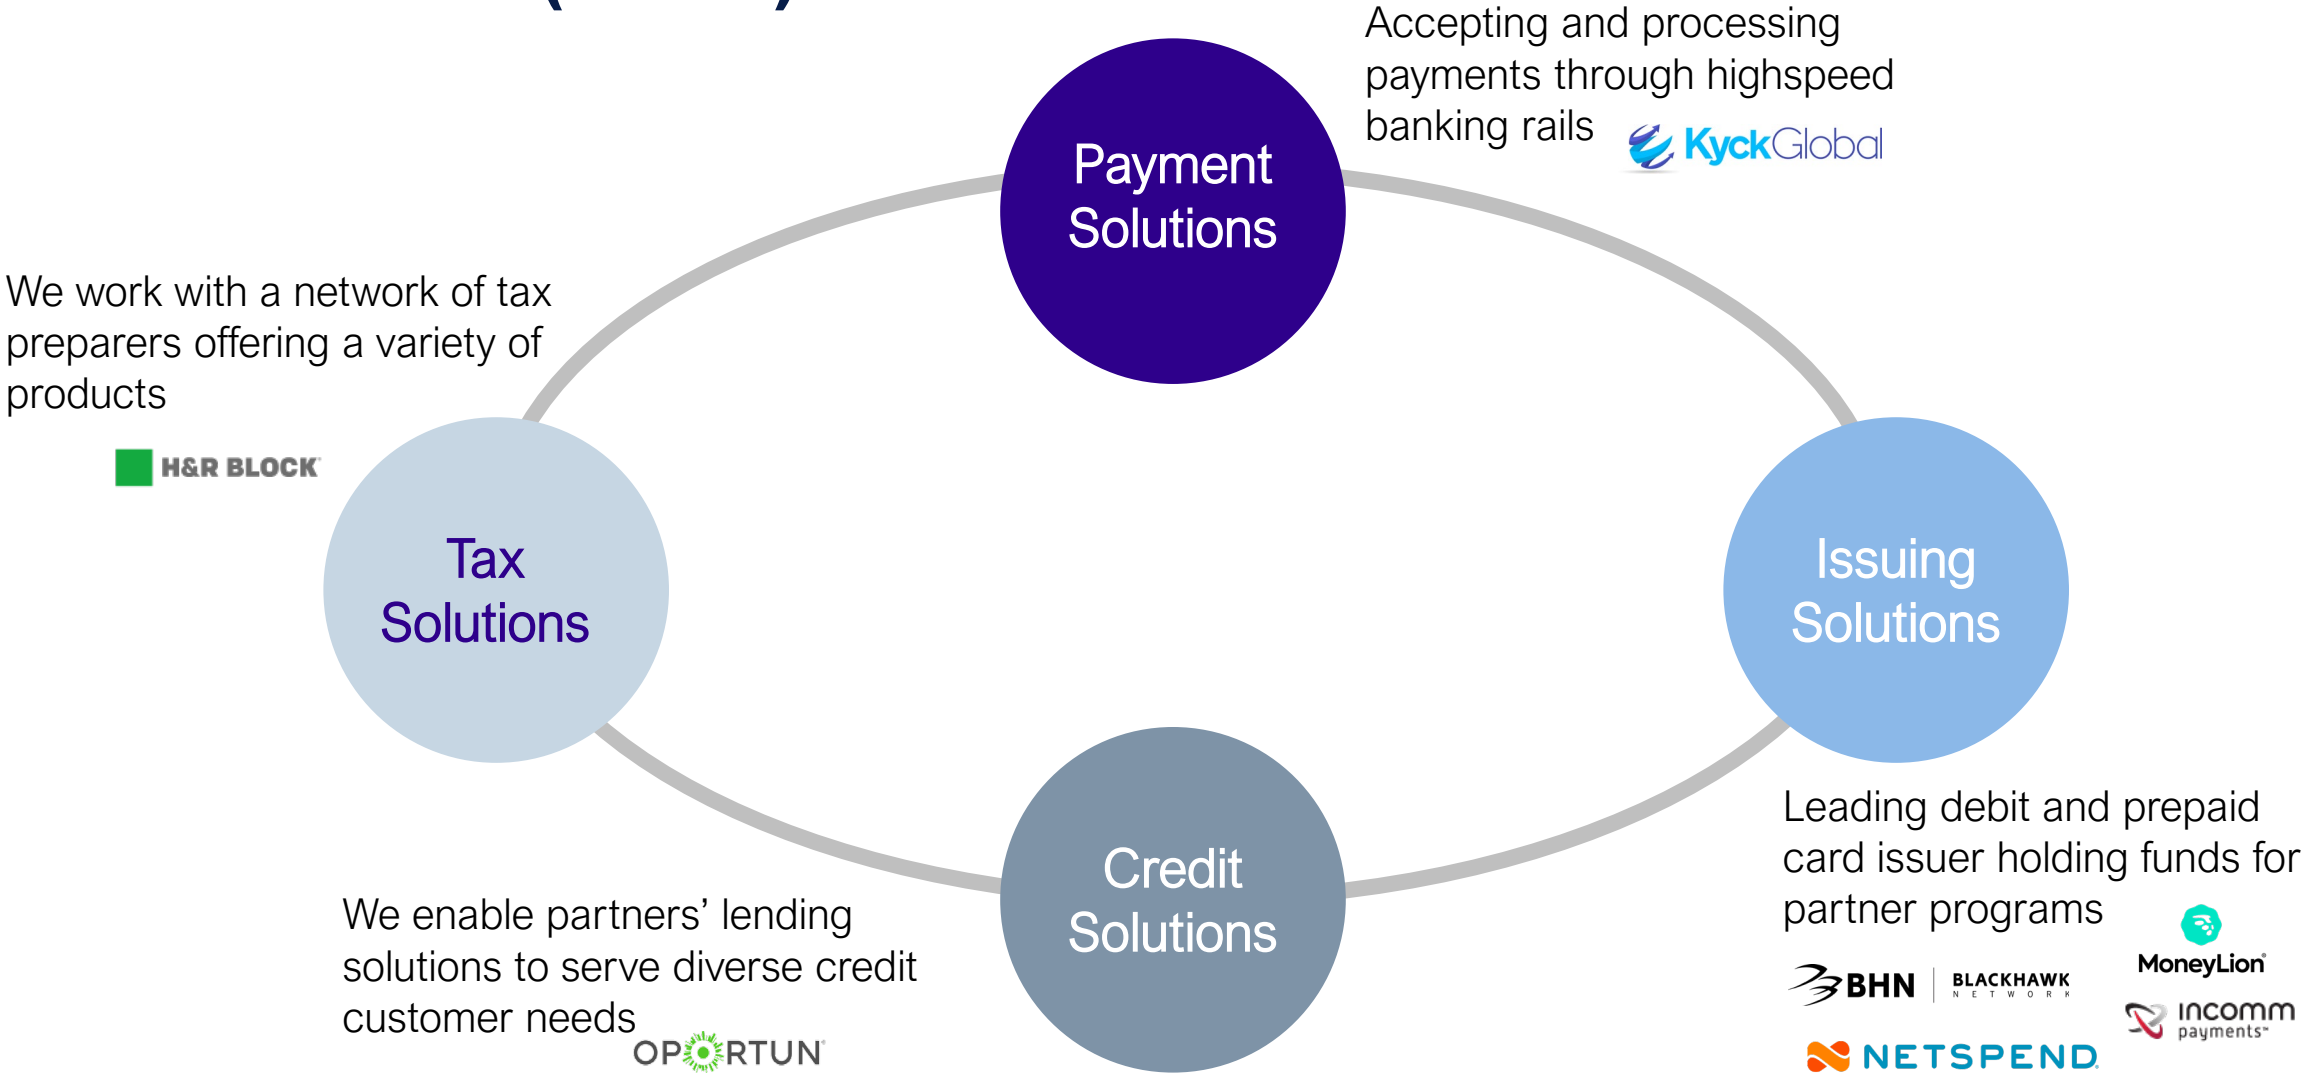 Accepting and processing
payments through highspeed
banking rails
KyckGlobal
Payment
Solutions
We work with a network of tax
preparers offering a variety of
products
H&R BLOCK
Tax
Solutions
Issuing
Solutions
Leading debit and prepaid
card issuer holding funds for
partner programs
MoneyLion
BHN | BLACKHAWK
NETWORK
InComm
payments™
NETSPEND
Credit
Solutions
We enable partners’ lending
solutions to serve diverse credit
customer needs
OPORTUN